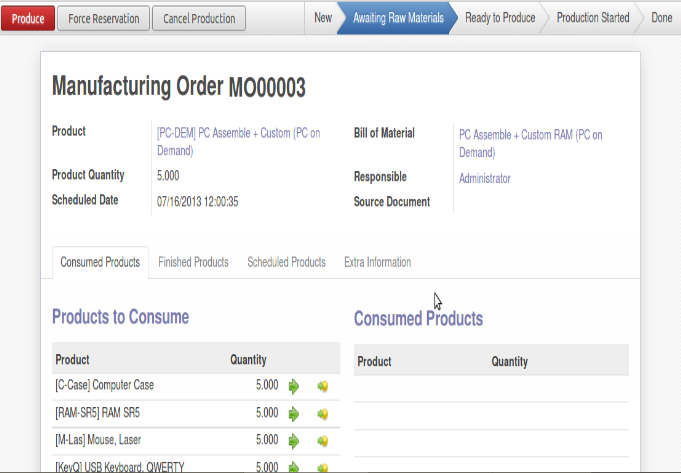 Produce Force Reservation Cancel Production New Awaiting Raw Materials Ready to Produce Production Started Done
Manufacturing Order MO00003
Product [PC-DEM] PC Assemble + Custom (PC on Demand)
Product Quantity 5.000
Scheduled Date 07/16/2013 12:00:35
Bill of Material PC Assemble + Custom RAM (PC on Demand)
Responsible Administrator
Source Document
Consumed Products Finished Products Scheduled Products Extra Information
Products to Consume
Product Quantity
[C-Case] Computer Case 5.000
[RAM-SR5] RAM SR5 5.000
[M-Las] Mouse, Laser 5.000
[KeyQ] USB Keyboard, QWERTY 5.000
Consumed Products
Product Quantity